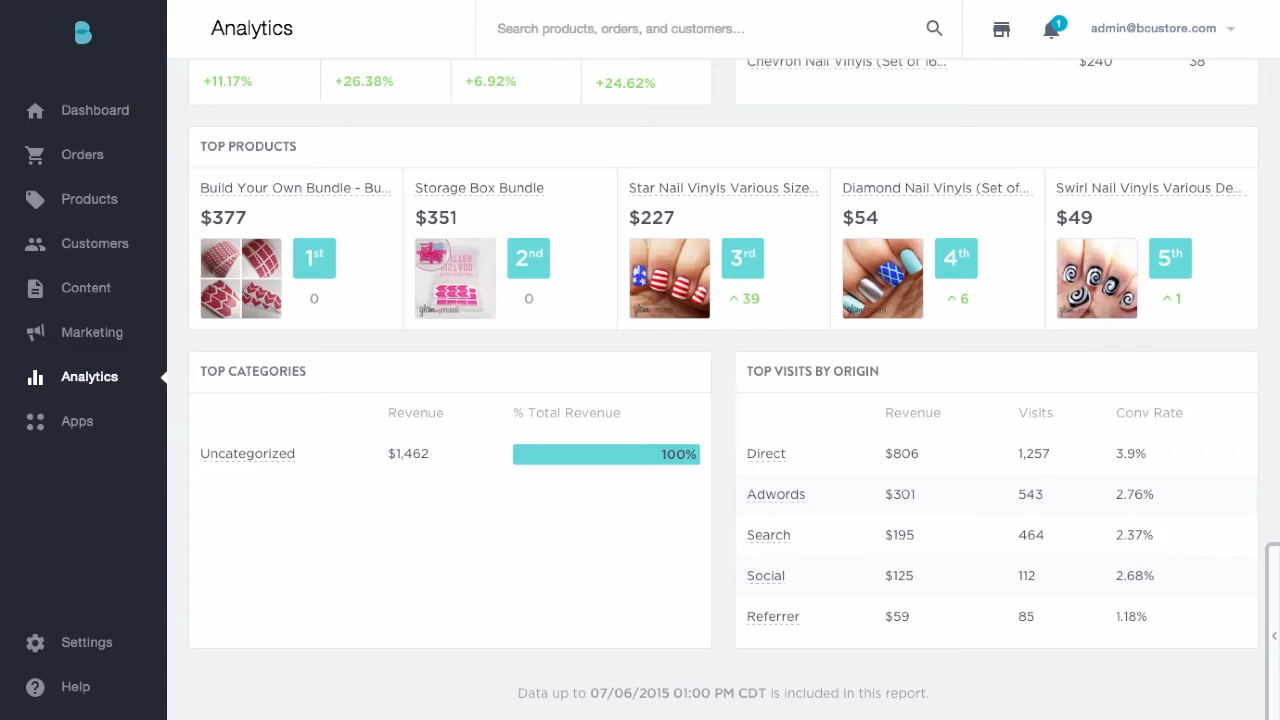 Analytics
Search products, orders, and customers...
1
admin@bcustore.com
Dashboard
Orders
Products
Customers
Content
Marketing
Analytics
Apps
Settings
Help
+11.17%
+26.38%
+6.92%
+24.62%
Chevron Nail Vinyls (Set of 16... $240 38
TOP PRODUCTS
Build Your Own Bundle - Bu...
$377
1st
0
Storage Box Bundle
$351
2nd
0
Star Nail Vinyls Various Size...
$227
3rd
39
Diamond Nail Vinyls (Set of...
$54
4th
6
Swirl Nail Vinyls Various De...
$49
5th
1
TOP CATEGORIES
Revenue % Total Revenue
Uncategorized $1,462 100%
TOP VISITS BY ORIGIN
Revenue Visits Conv Rate
Direct $806 1,257 3.9%
Adwords $301 543 2.76%
Search $195 464 2.37%
Social $125 112 2.68%
Referrer $59 85 1.18%
Data up to 07/06/2015 01:00 PM CDT is included in this report.